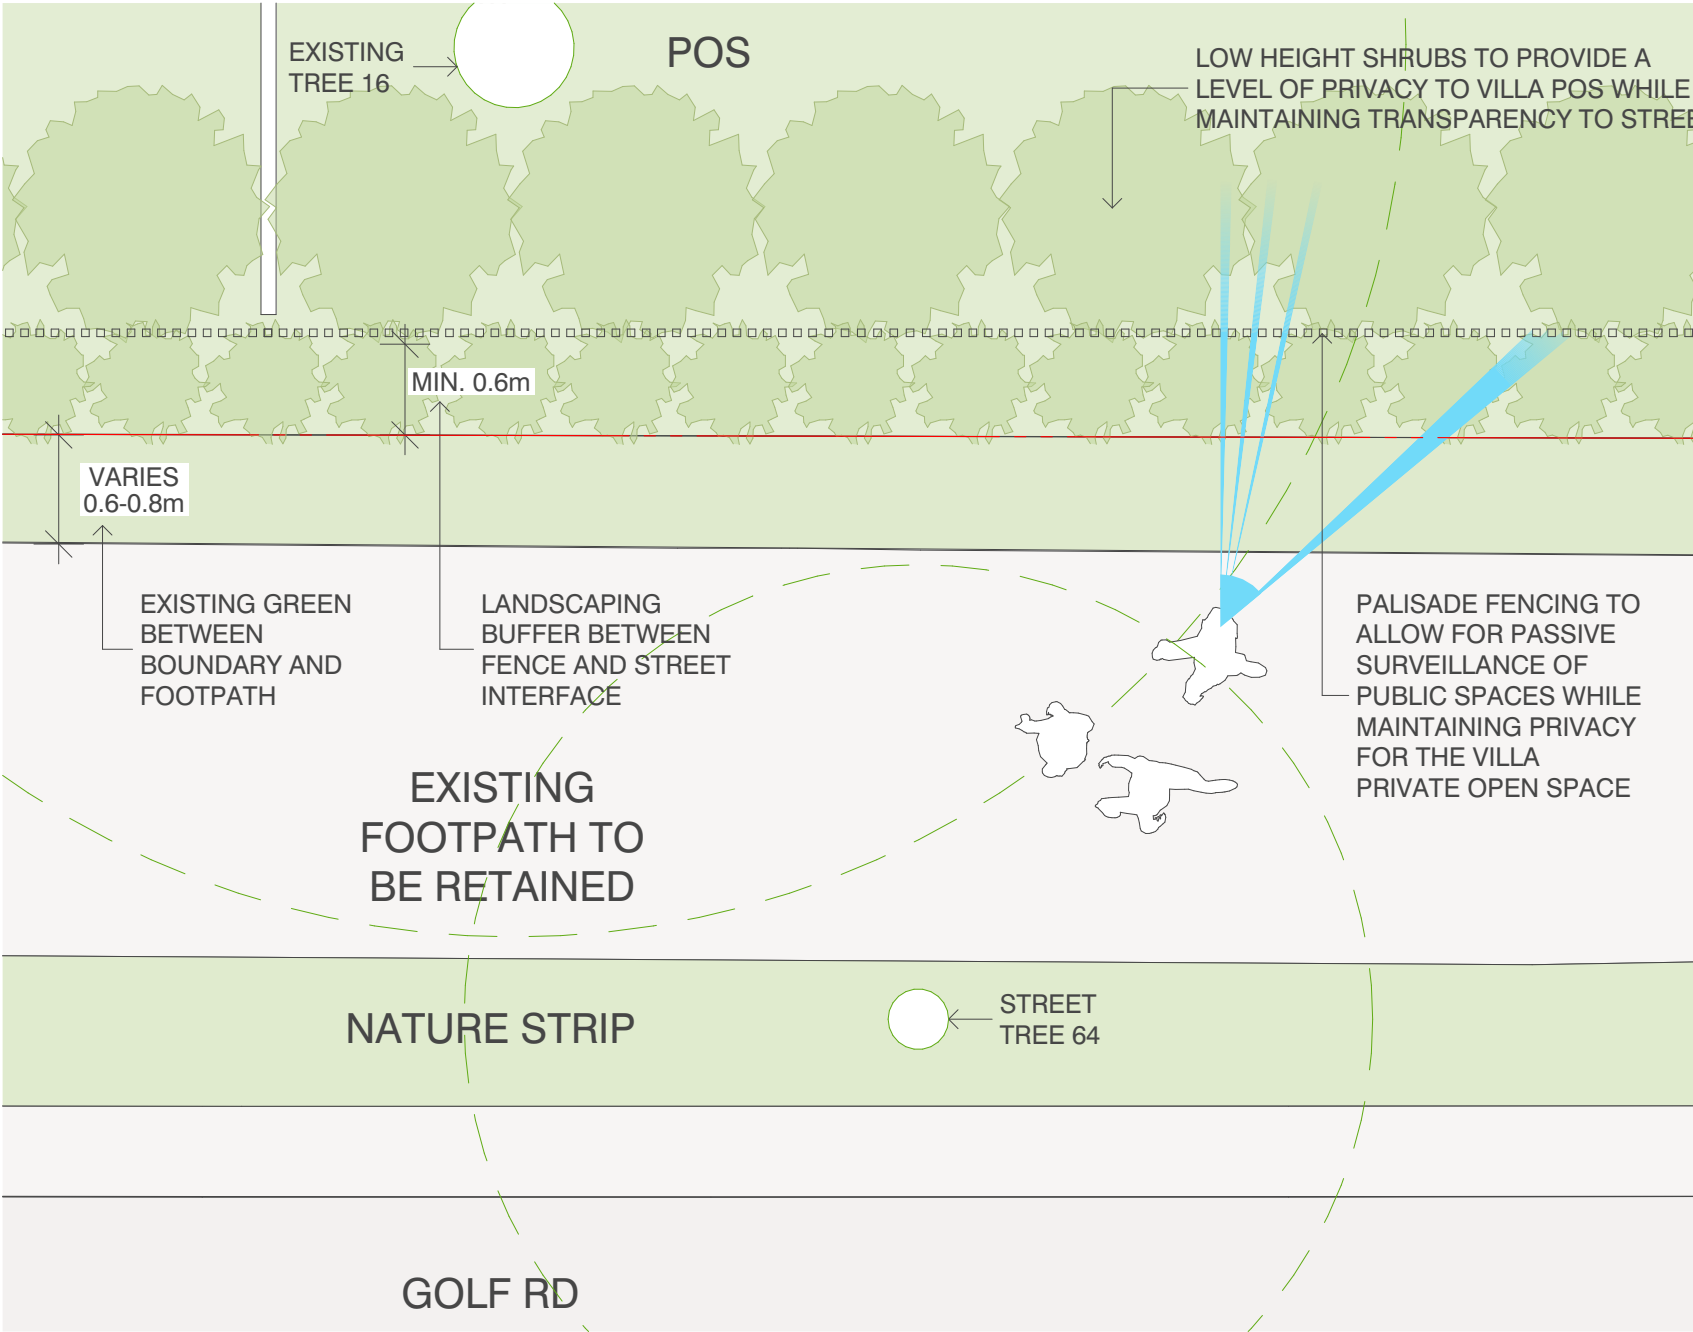 EXISTING
TREE 16
POS
LOW HEIGHT SHRUBS TO PROVIDE A
LEVEL OF PRIVACY TO VILLA POS WHILE
MAINTAINING TRANSPARENCY TO STREE
MIN. 0.6m
VARIES
0.6-0.8m
EXISTING GREEN
BETWEEN
BOUNDARY AND
FOOTPATH
LANDSCAPING
BUFFER BETWEEN
FENCE AND STREET
INTERFACE
PALISADE FENCING TO
ALLOW FOR PASSIVE
SURVEILLANCE OF
PUBLIC SPACES WHILE
MAINTAINING PRIVACY
FOR THE VILLA
PRIVATE OPEN SPACE
EXISTING
FOOTPATH TO
BE RETAINED
NATURE STRIP
STREET
TREE 64
GOLF RD